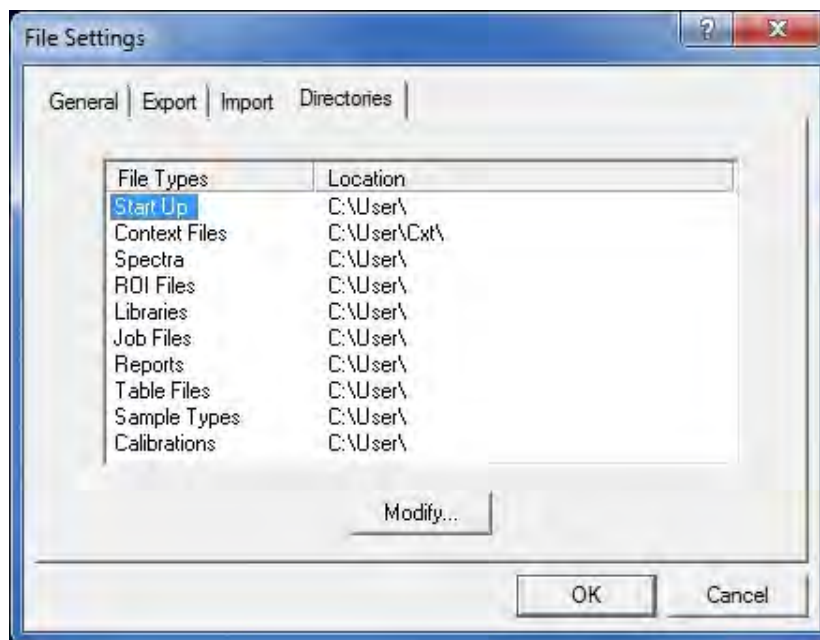 File Settings
General Export Import Directories
File Types Location
Start Up C:\User\
Context Files C:\User\Cxt\
Spectra C:\User\
ROI Files C:\User\
Libraries C:\User\
Job Files C:\User\
Reports C:\User\
Table Files C:\User\
Sample Types C:\User\
Calibrations C:\User\
Modify...
OK Cancel